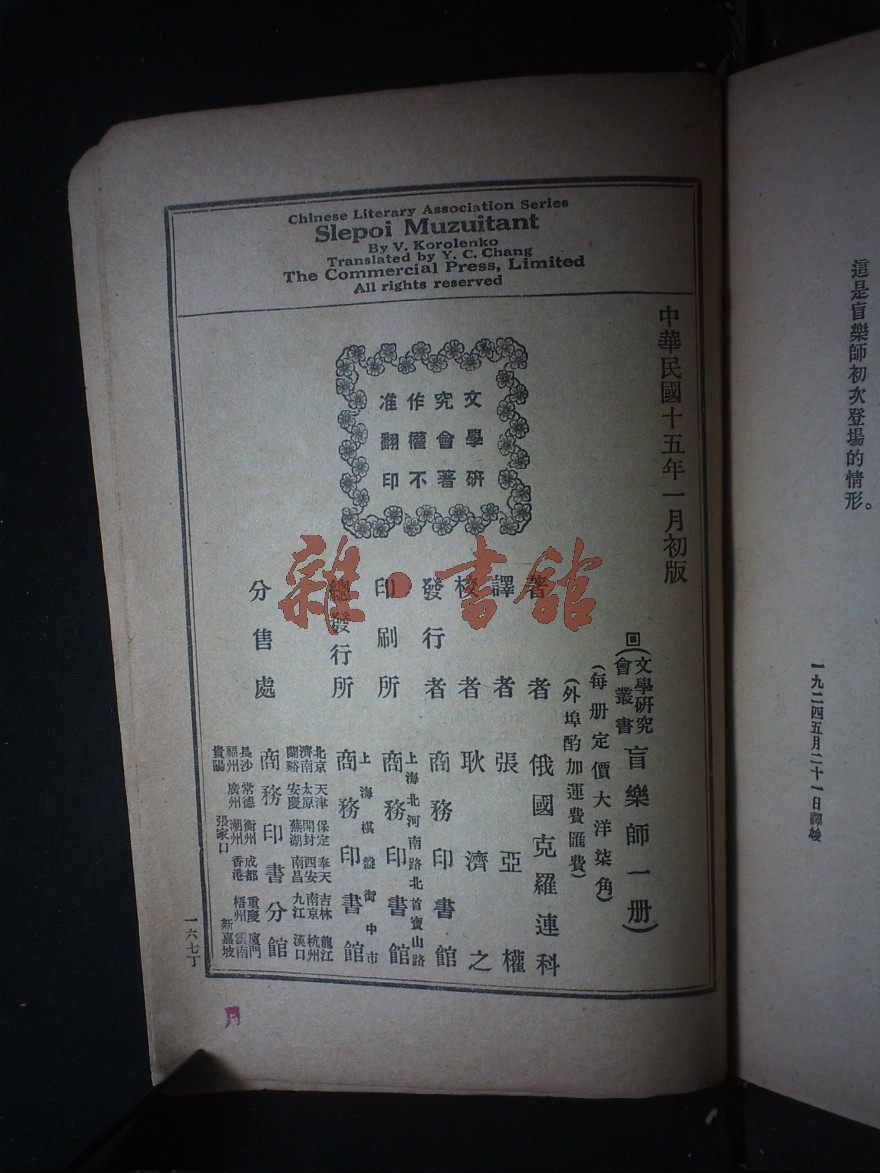 這是盲樂師初次登場的情形。
一九二四五月二十一日譯後
Chinese Literary Association Series
Slepoi Muzuitant
By V. Korolenko
Translated by Y. C. Chang
The Commercial Press, Limited
All rights reserved
中華民國十五年一月初版
文學研
究會著
作權不
准翻印
回(文學研究會叢書 盲樂師一册)
(每册定價大洋柒角)
(外埠酌加運費匯費)
著者 俄國克羅連科
譯者 張亞權
校者 耿濟之
發行者 商務印書館
印刷所 上海北河南路北首寶山路 商務印書館
總發行所 上海棋盤街中市 商務印書館
分售處 商務印書分館
北京 天津 保定 奉天 吉林 龍江
濟南 太原 開封 西安 南京 杭州
蘭谿 安慶 蕪湖 南昌 九江 漢口
長沙 常德 衡州 成都 重慶 廈門
福州 廣州 潮州 香港 梧州 雲南
貴陽 張家口 新嘉坡
一六七丁
雜·書館